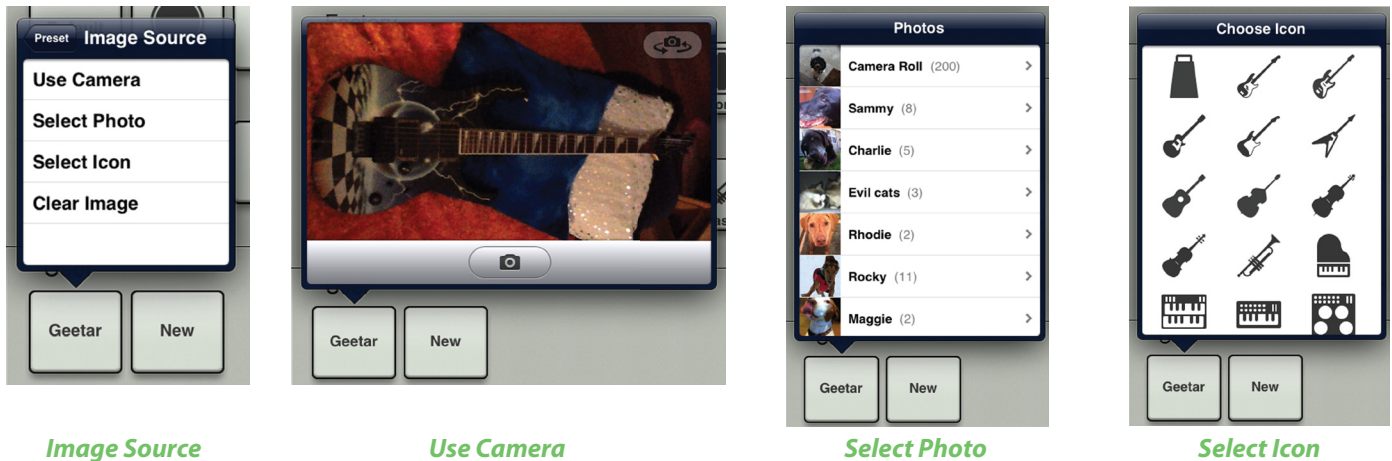 Preset Image Source
Use Camera
Select Photo
Select Icon
Clear Image
Geetar New
Image Source
Geetar New
Use Camera
Photos
Camera Roll (200)
Sammy (8)
Charlie (5)
Evil cats (3)
Rhodie (2)
Rocky (11)
Maggie (2)
Geetar New
Select Photo
Choose Icon
Geetar New
Select Icon